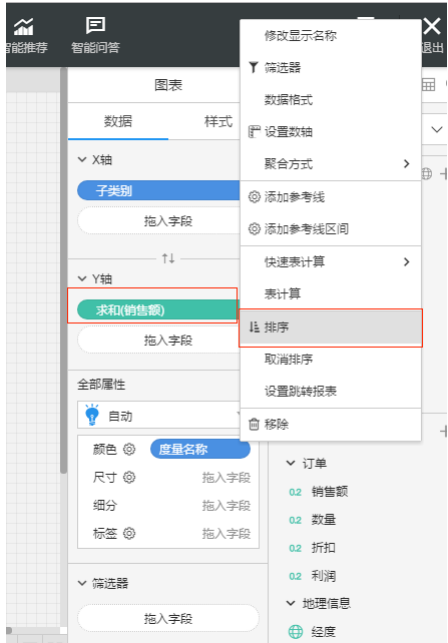 智能推荐
智能问答
退出
图表
数据
样式
X轴
子类别
拖入字段
Y轴
求和(销售额)
拖入字段
全部属性
自动
颜色
度量名称
尺寸
拖入字段
细分
拖入字段
标签
拖入字段
筛选器
拖入字段
修改显示名称
筛选器
数据格式
设置数轴
聚合方式
添加参考线
添加参考线区间
快速表计算
表计算
排序
取消排序
设置跳转报表
移除
订单
0.2 销售额
0.2 数量
0.2 折扣
0.2 利润
地理信息
经度